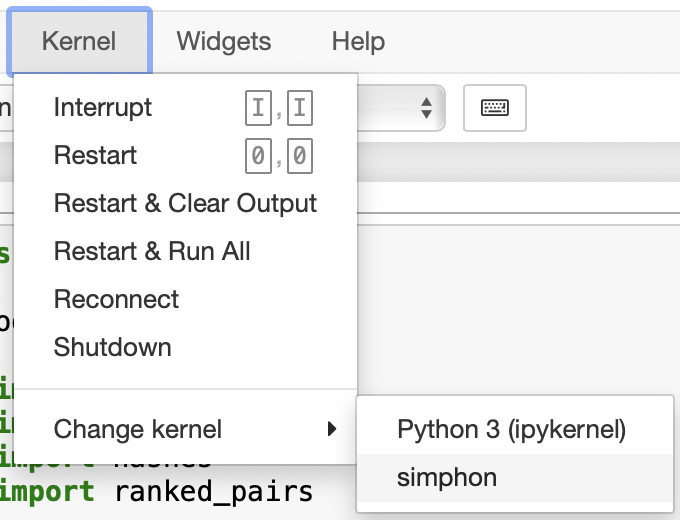 Kernel Widgets Help
n
Interrupt I,I
Restart 0,0
Restart & Clear Output
s
Restart & Run All
Reconnect
Shutdown
Change kernel
Python 3 (ipykernel)
simphon
import
import ranked_pairs